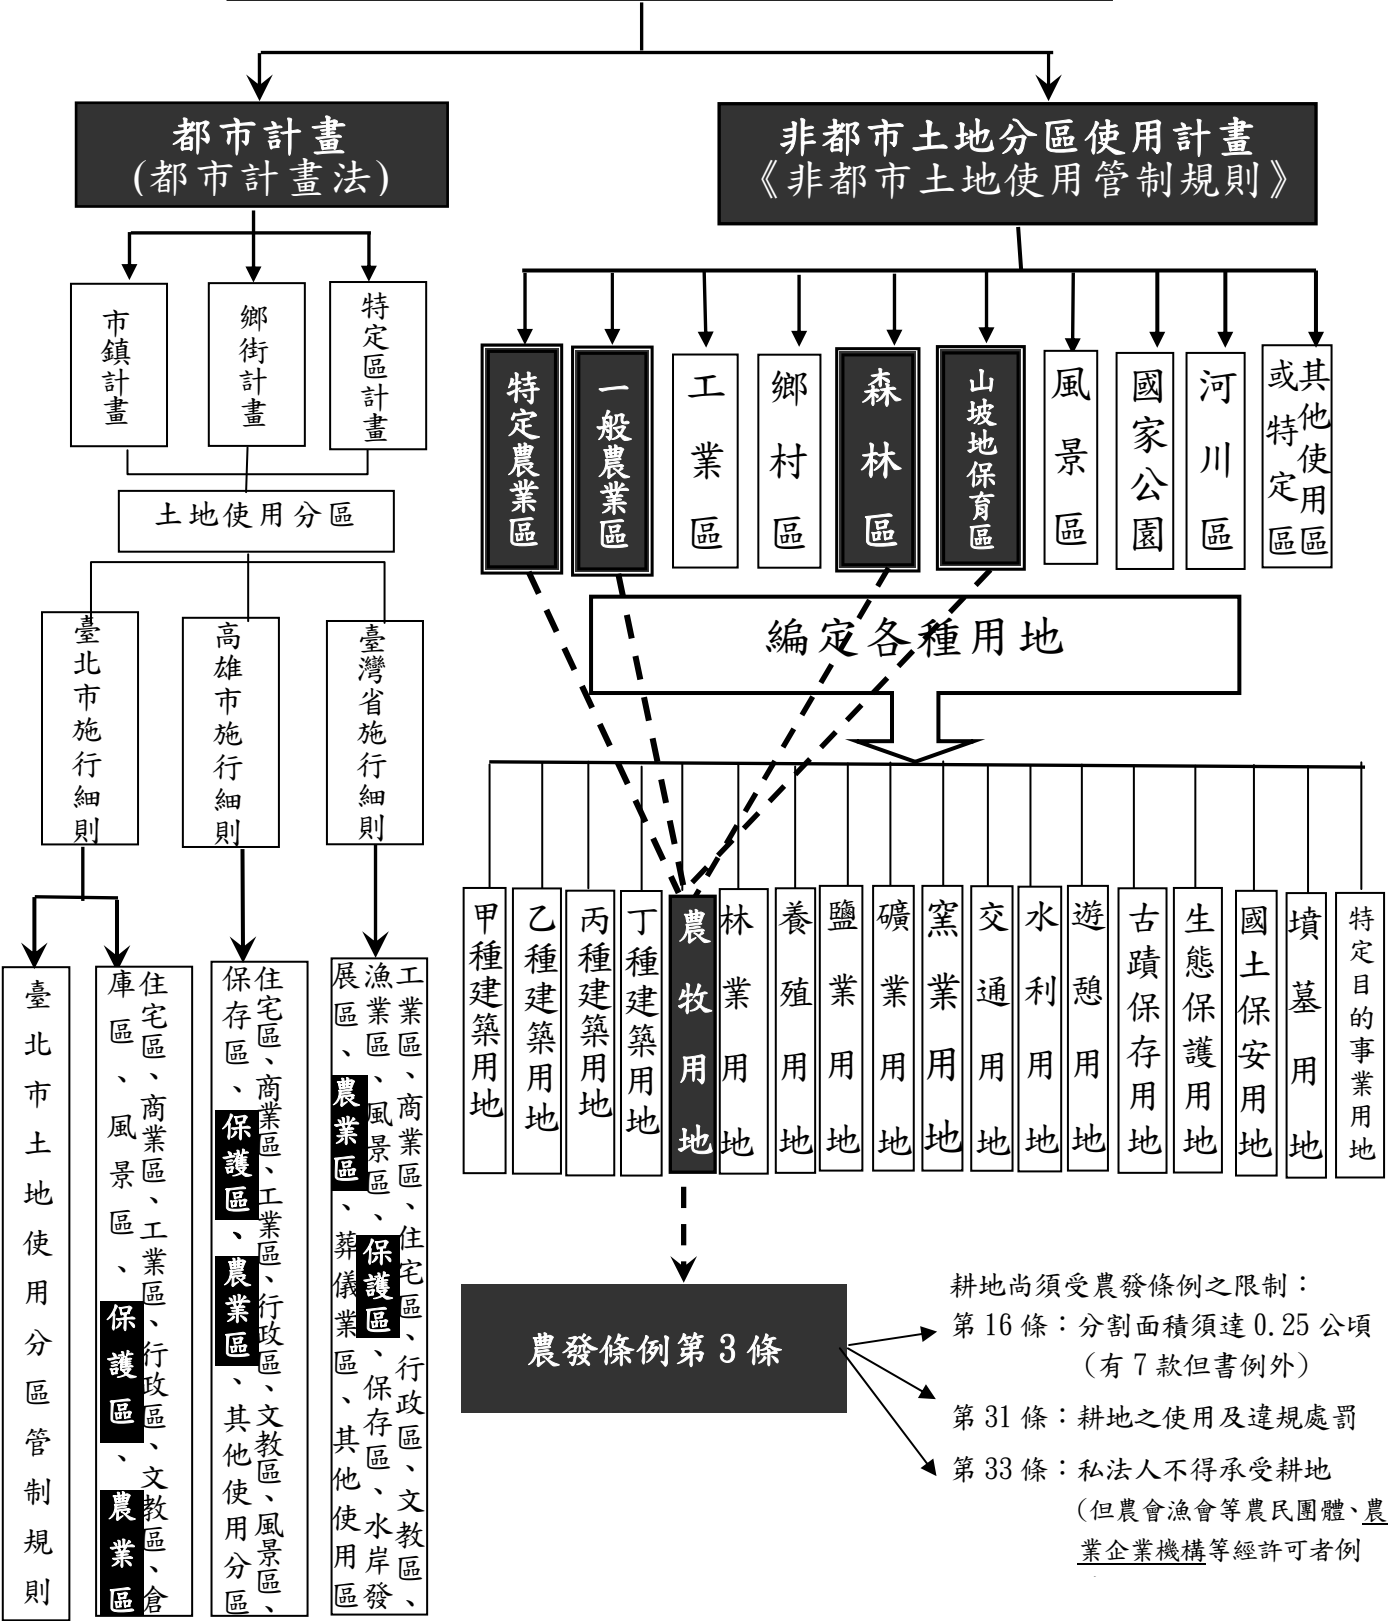 都市計畫
(都市計畫法)
非都市土地分區使用計畫
《非都市土地使用管制規則》
市鎮計畫
鄉街計畫
特定區計畫
土地使用分區
特定農業區
一般農業區
工業區
鄉村區
森林區
山坡地保育區
風景區
國家公園
河川區
其他使用區
或特定區
編定各種用地
臺北市施行細則
高雄市施行細則
臺灣省施行細則
甲種建築用地
乙種建築用地
丙種建築用地
丁種建築用地
農牧用地
林業用地
養殖用地
鹽業用地
礦業用地
窯業用地
交通用地
水利用地
遊憩用地
古蹟保存用地
生態保護用地
國土保安用地
墳墓用地
特定目的事業用地
臺北市土地使用分區管制規則
住宅區、商業區、工業區、行政區、文教區、倉
庫區、風景區、保護區、農業區
住宅區、商業區、工業區、行政區、文教區、風景區、
保存區、保護區、農業區、其他使用分區
工業區、商業區、住宅區、行政區、文教區、
漁業區、風景區、保護區、保存區、水岸發
展區、農業區、葬儀業區、其他使用區
農發條例第 3 條
耕地尚須受農發條例之限制：
第 16 條：分割面積須達 0.25 公頃
（有 7 款但書例外）
第 31 條：耕地之使用及違規處罰
第 33 條：私法人不得承受耕地
(但農會漁會等農民團體、農
業企業機構等經許可者例